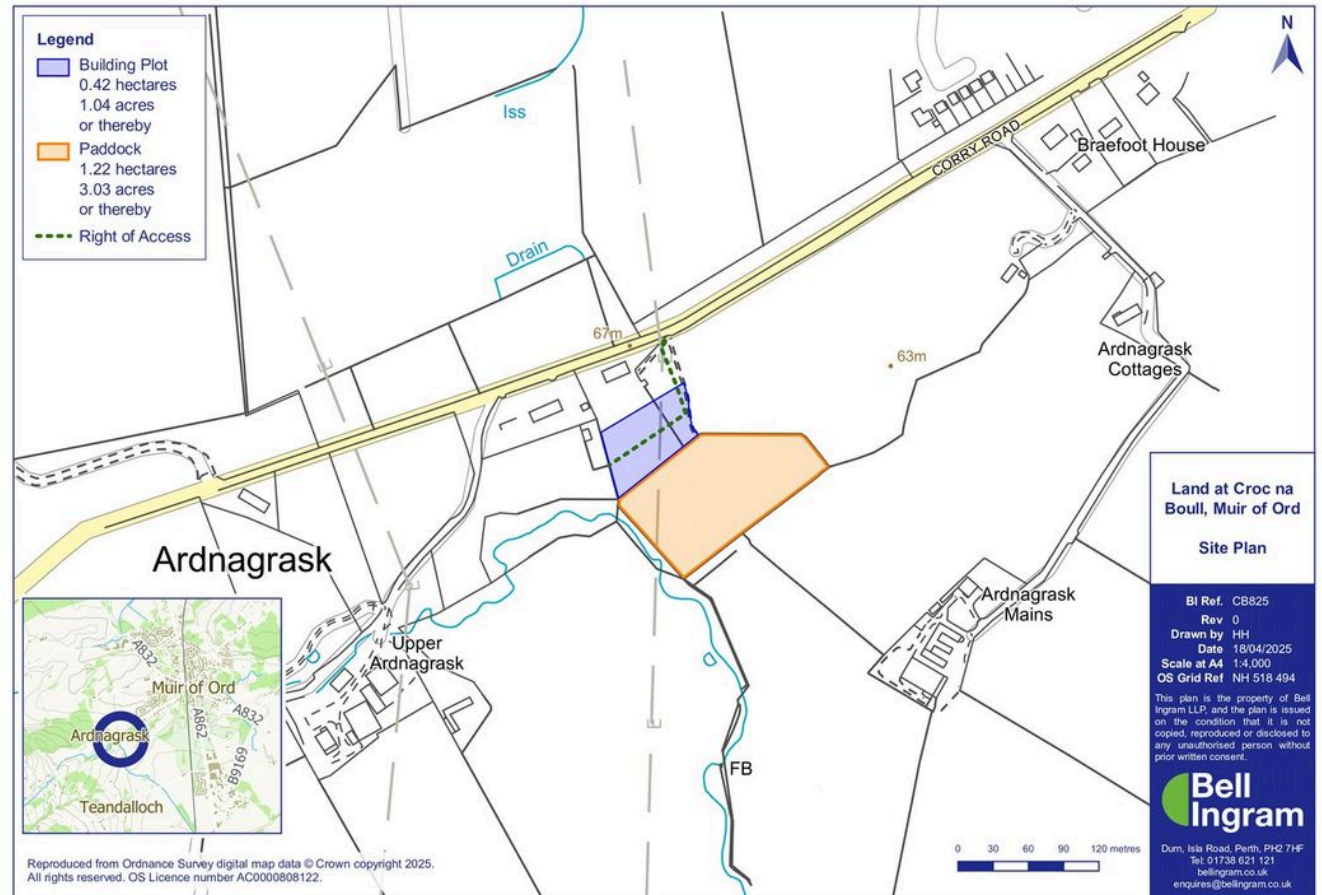 Legend
Building Plot
0.42 hectares
1.04 acres
or thereby
Paddock
1.22 hectares
3.03 acres
or thereby
Right of Access
N
Iss
Drain
CORRY ROAD
Braefoot House
67m
63m
Ardnagrask
Cottages
Ardnagrask
Upper
Ardnagrask
Ardnagrask
Mains
FB
A832
Muir of Ord
A862
A832
Ardnagrask
B9169
Teandalloch
Land at Croc na
Boull, Muir of Ord
Site Plan
BI Ref. CB825
Rev 0
Drawn by HH
Date 18/04/2025
Scale at A4 1:4,000
OS Grid Ref NH 518 494
This plan is the property of Bell
Ingram LLP, and the plan is issued
on the condition that it is not
copied, reproduced or disclosed to
any unauthorised person without
prior written consent.
Bell
Ingram
Durn, Isla Road, Perth, PH2 7HF
Tel: 01738 621 121
bellingram.co.uk
enquires@bellingram.co.uk
0 30 60 90 120 metres
Reproduced from Ordnance Survey digital map data © Crown copyright 2025.
All rights reserved. OS Licence number AC0000808122.